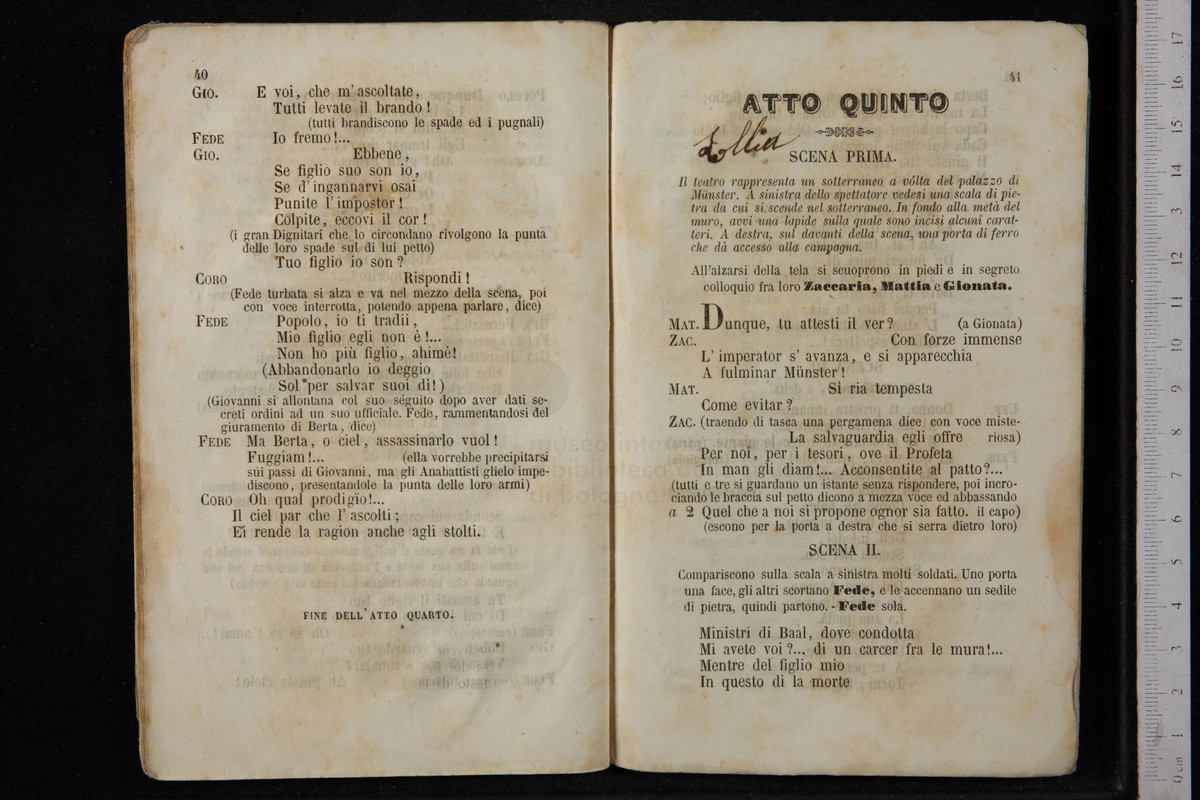 40
GIO. E voi, che m' ascoltate,
Tutti levate il brando!
(tutti brandiscono le spade ed i pugnali)
FEDE Io fremo!...
GIO. Ebbene,
Se figlio suo son io,
Se d' ingannarvi osai
Punite l' impostor!
Colpite, eccovi il cor!
(i gran Dignitari che lo circondano rivolgono la punta
delle loro spade sul di lui petto)
Tuo figlio io son?
CORO Rispondi!
(Fede turbata si alza e va nel mezzo della scena, poi
con voce interrotta, potendo appena parlare, dice)
FEDE Popolo, io ti tradii,
Mio figlio egli non è!...
Non ho più figlio, ahimè!
(Abbandonarlo io deggio
Sol per salvar suoi dì!)
(Giovanni si allontana col suo séguito dopo aver dati se-
creti ordini ad un suo ufficiale. Fede, rammentandosi del
giuramento di Berta, dice)
FEDE Ma Berta, o ciel, assassinarlo vuol!
Fuggiam!... (ella vorrebbe precipitarsi
sui passi di Giovanni, ma gli Anabattisti glielo impe-
discono, presentandole la punta delle loro armi)
CORO Oh qual prodigïo!...
Il ciel par che l' ascolti;
Ei rende la ragion anche agli stolti.
FINE DELL' ATTO QUARTO.
41
ATTO QUINTO
SCENA PRIMA.
Il teatro rappresenta un sotterraneo a vôlta del palazzo di
Münster. A sinistra dello spettatore vedesi una scala di pie-
tra da cui si scende nel sotterraneo. In fondo alla metà del
muro, avvi una lapide sulla quale sono incisi alcuni carat-
teri. A destra, sul davanti della scena, una porta di ferro
che dà accesso alla campagna.
All'alzarsi della tela si scuoprono in piedi e in segreto
colloquio fra loro Zaccaria, Mattia e Gionata.
MAT. Dunque, tu attesti il ver? (a Gionata)
ZAC. Con forze immense
L' imperator s' avanza, e si apparecchia
A fulminar Münster!
MAT. Sì ria tempesta
Come evitar?
ZAC. (traendo di tasca una pergamena dice con voce miste-
La salvaguardia egli offre riosa)
Per noi, per i tesori, ove il Profeta
In man gli diam!... Acconsentite al patto?...
(tutti e tre si guardano un istante senza rispondere, poi incro-
ciando le braccia sul petto dicono a mezza voce ed abbassando
a 2 Quel che a noi si propone ognor sia fatto. il capo)
(escono per la porta a destra che si serra dietro loro)
SCENA II.
Compariscono sulla scala a sinistra molti soldati. Uno porta
una face, gli altri scortano Fede, e le accennano un sedile
di pietra, quindi partono. - Fede sola.
Ministri di Baal, dove condotta
Mi avete voi?... di un carcer fra le mura!...
Mentre del figlio mio
In questo dì la morte